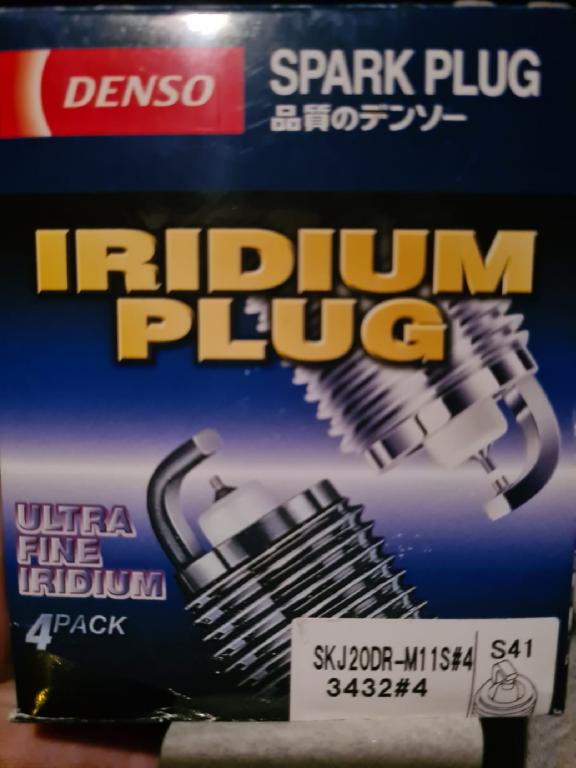 DENSO
SPARK PLUG
品質のデンソー
IRIDIUM
PLUG
ULTRA
FINE
IRIDIUM
4PACK
SKJ20DR-M11S#4
3432#4
S41